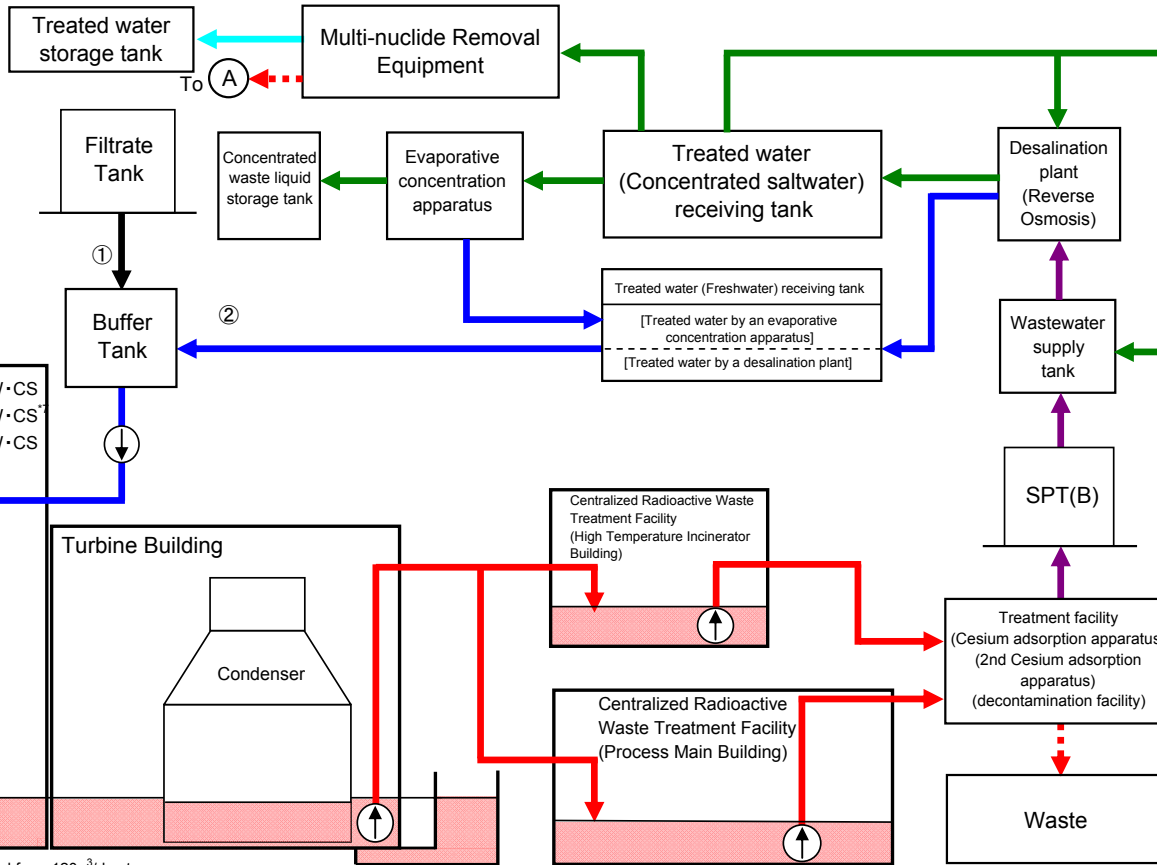 Treated water
storage tank
Multi-nuclide Removal
Equipment
To
A
Filtrate
Tank
Concentrated
waste liquid
storage tank
Evaporative
concentration
apparatus
Treated water
(Concentrated saltwater)
receiving tank
Desalination
plant
(Reverse
Osmosis)
①
Buffer
Tank
②
Treated water (Freshwater) receiving tank
[Treated water by an evaporative
concentration apparatus]
[Treated water by a desalination plant]
Wastewater
supply
tank
・CS
・CS*7
・CS
SPT(B)
Turbine Building
Condenser
Centralized Radioactive Waste
Treatment Facility
(High Temperature Incinerator
Building)
Centralized Radioactive
Waste Treatment Facility
(Process Main Building)
Treatment facility
(Cesium adsorption apparatus
(2nd Cesium adsorption
apparatus)
(decontamination facility)
Waste